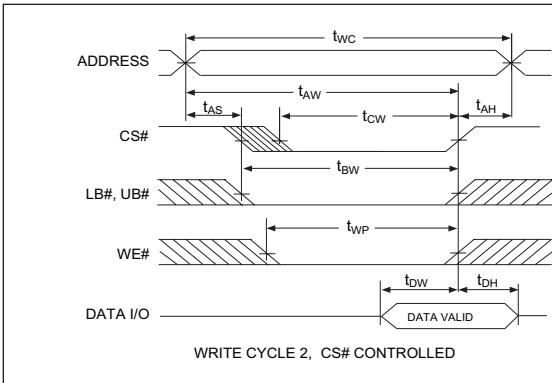 tWC
ADDRESS
tAW
tAS
tCW
tAH
CS#
tBW
LB#, UB#
tWP
WE#
tDW
tDH
DATA I/O
DATA VALID
WRITE CYCLE 2, CS# CONTROLLED